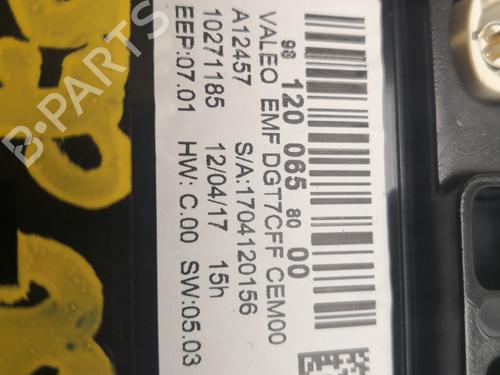 98 120 065 80 00
VALEO EMF DGT7CFF CEM00
A12457 S/A:1704120156
10271185 12/04/17 15h
EEP:07.01 HW: C.00 SW:05.03
B-PARTS